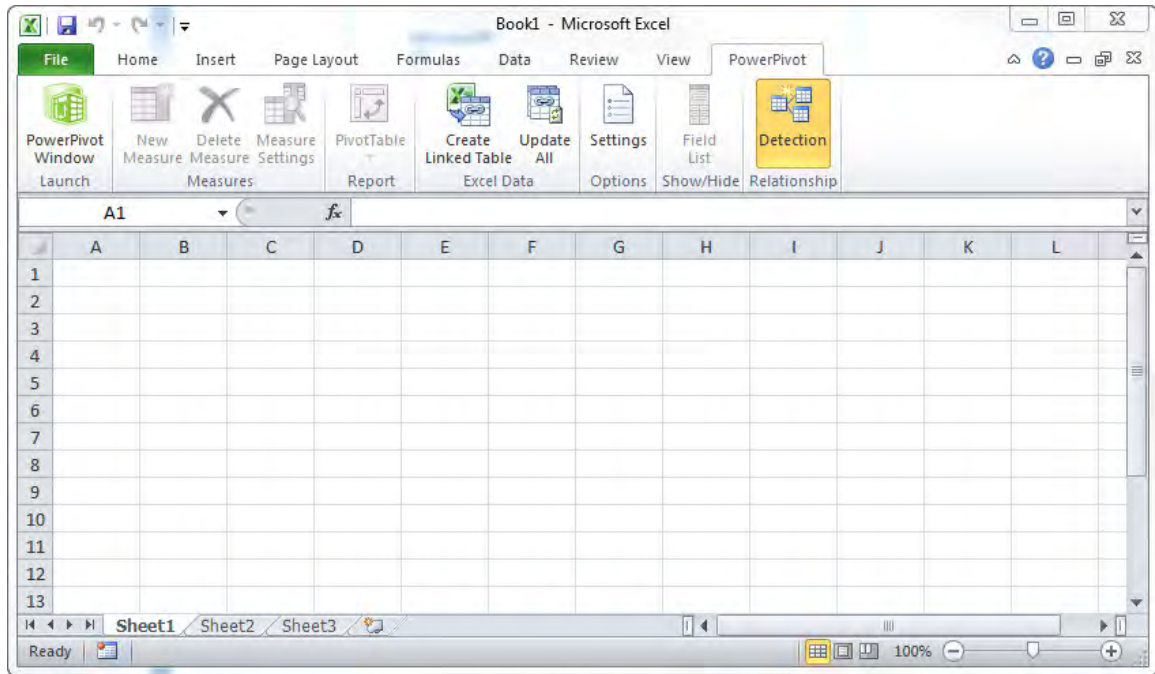 Book1 - Microsoft Excel
File Home Insert Page Layout Formulas Data Review View PowerPivot
PowerPivot New Delete Measure PivotTable Create Update Settings Field Detection
Window Measure Measure Settings Linked Table All List
Launch Measures Report Excel Data Options Show/Hide Relationship
A1 fx
A B C D E F G H I J K L
1
2
3
4
5
6
7
8
9
10
11
12
13
Sheet1 Sheet2 Sheet3
Ready 100%